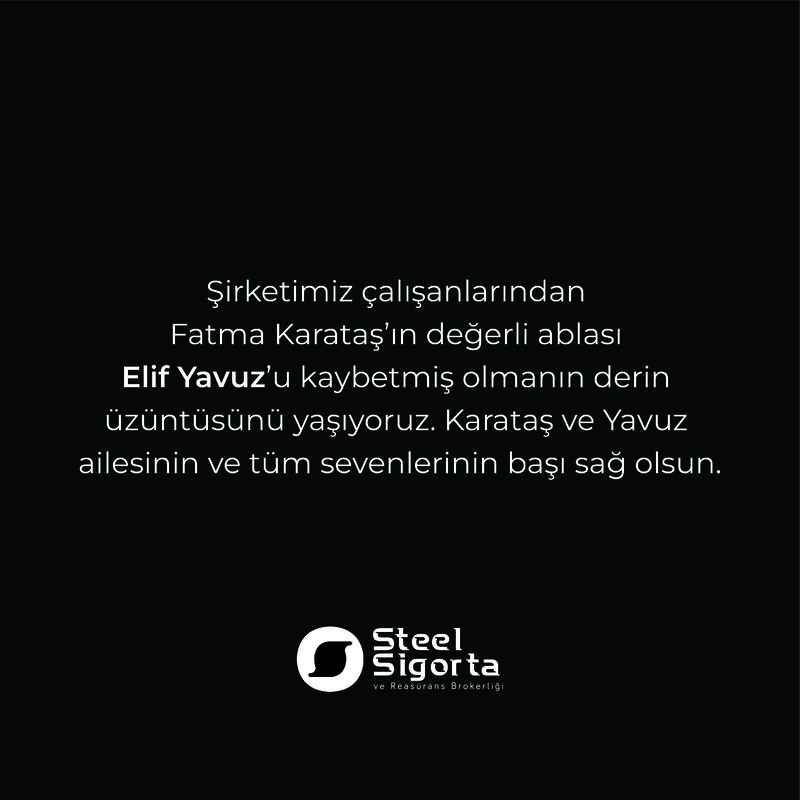 Şirketimiz çalışanlarından
Fatma Karataş’ın değerli ablası
Elif Yavuz’u kaybetmiş olmanın derin
üzüntüsünü yaşıyoruz. Karataş ve Yavuz
ailesinin ve tüm sevenlerinin başı sağ olsun.
Steel
Sigorta
ve Reasürans Brokerliği